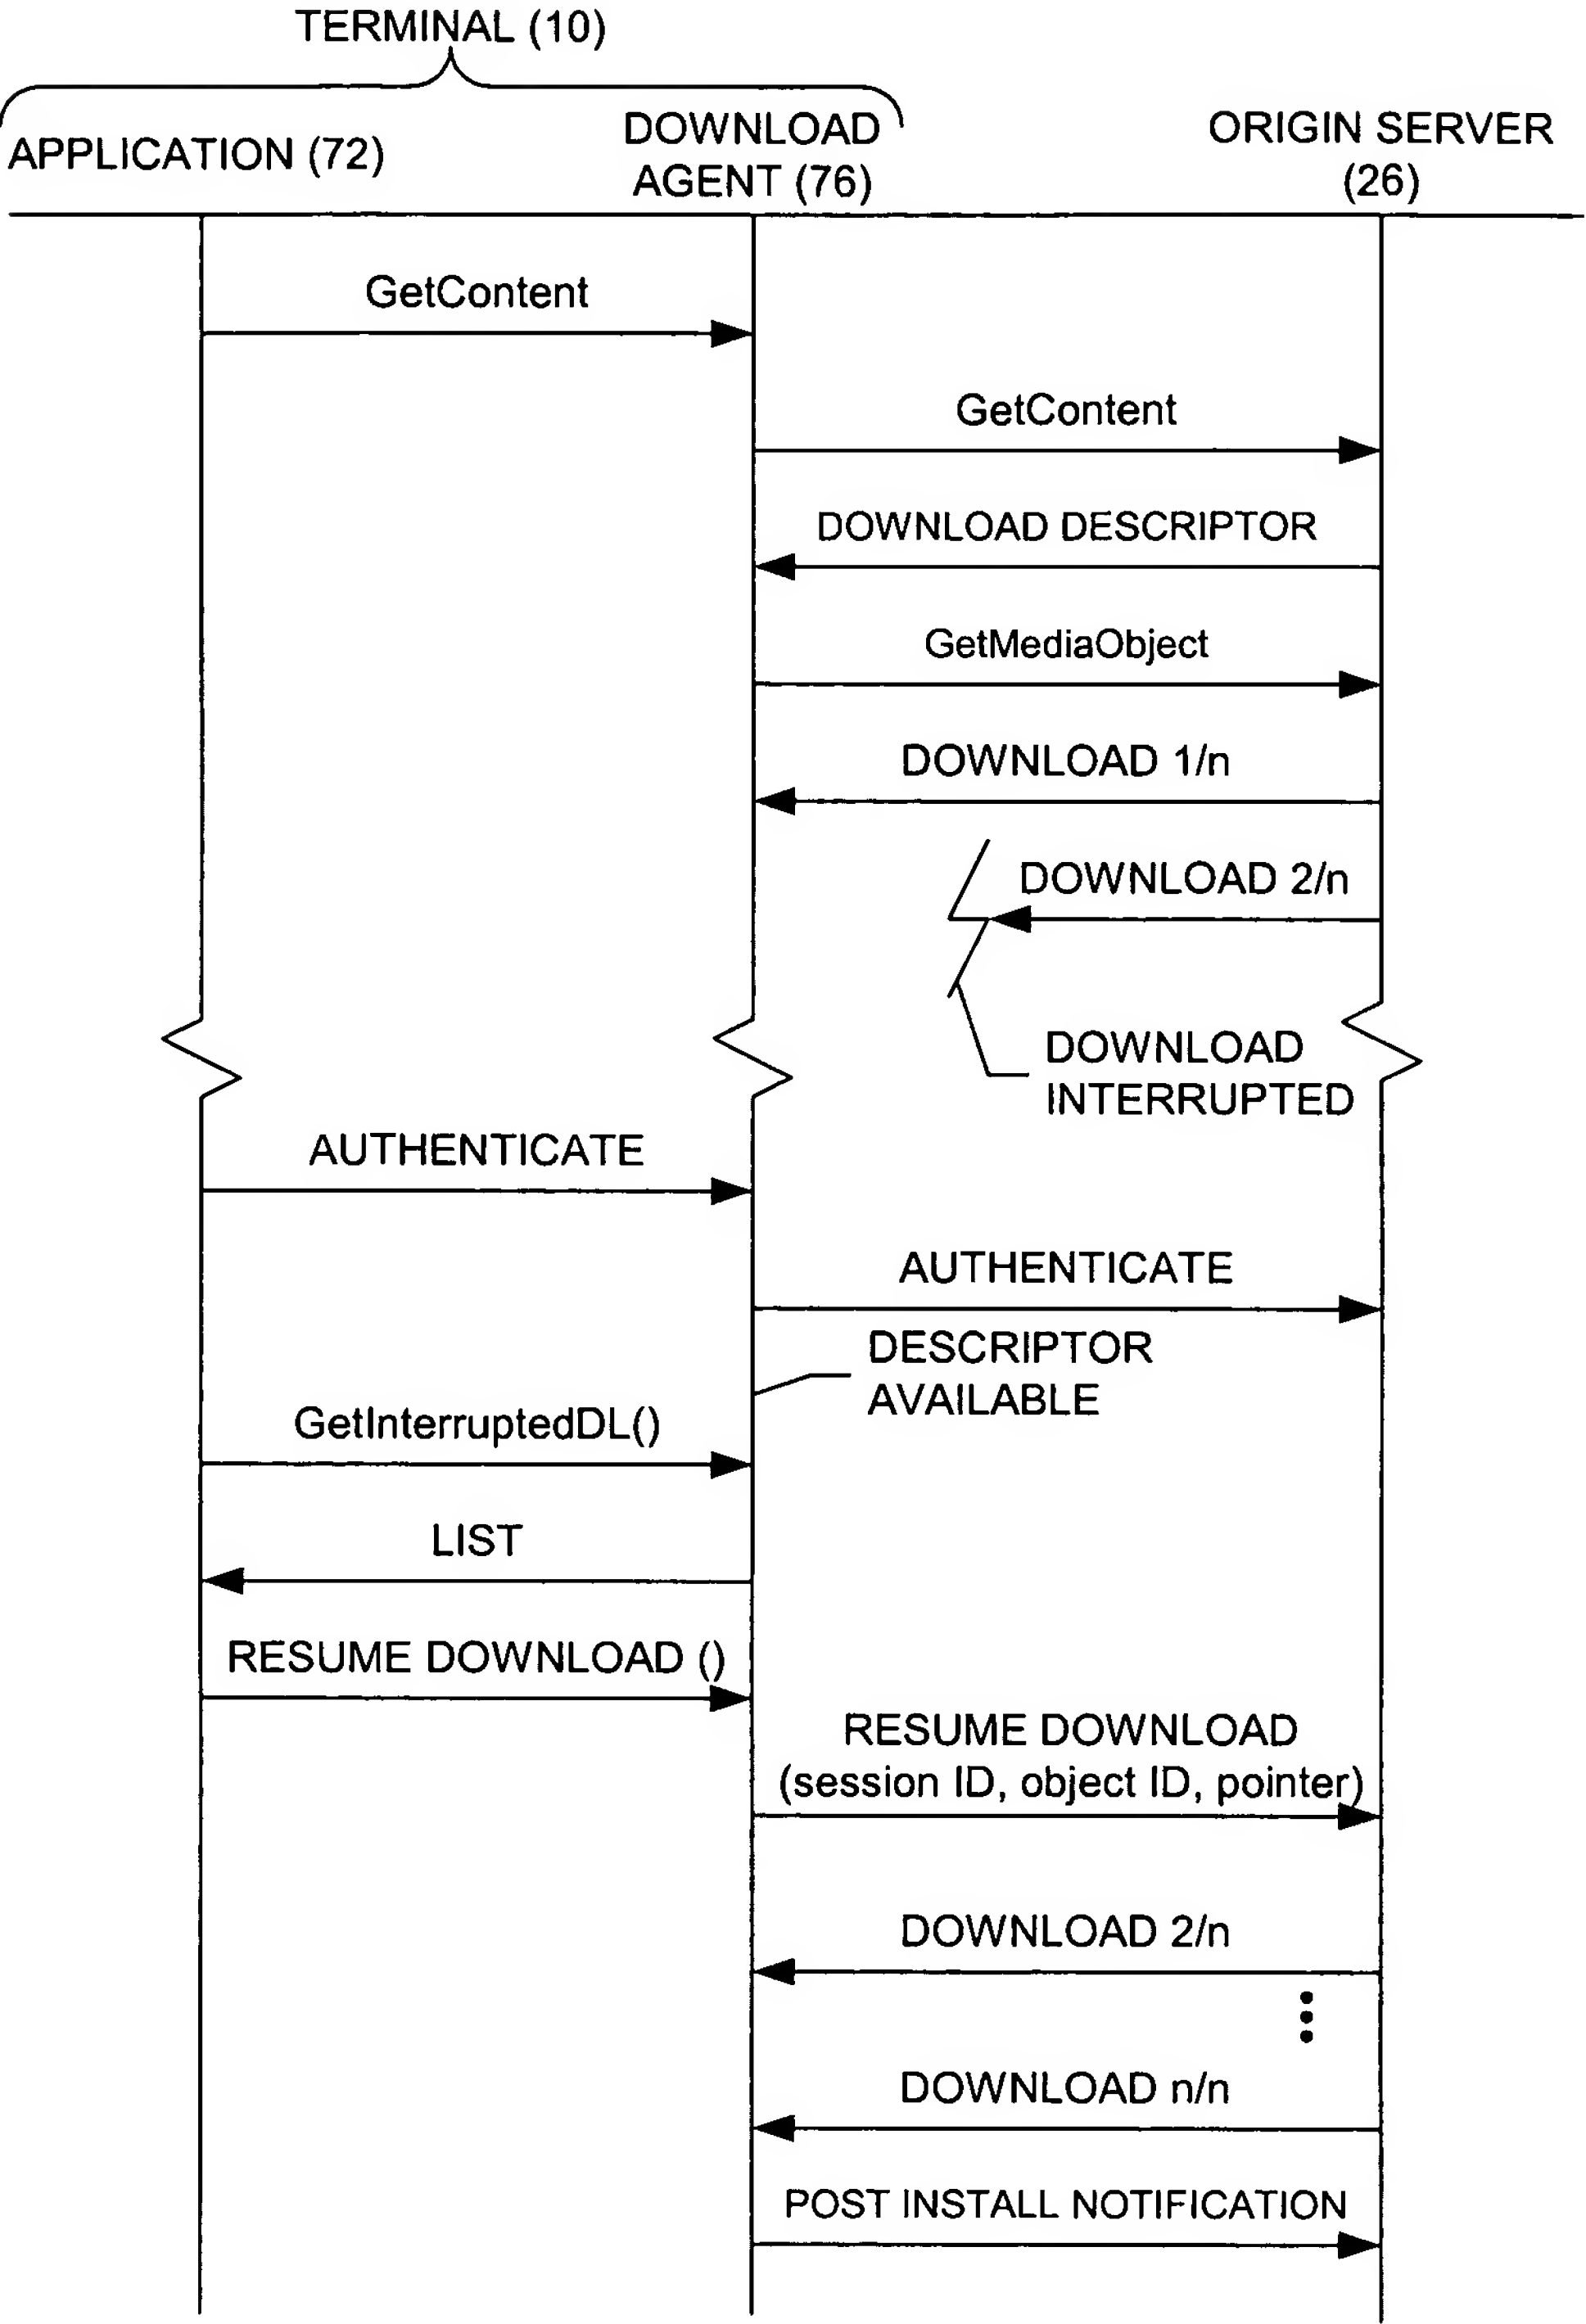 TERMINAL (10)
APPLICATION (72)
DOWNLOAD
AGENT (76)
ORIGIN SERVER
(26)
GetContent
GetContent
DOWNLOAD DESCRIPTOR
GetMediaObject
DOWNLOAD 1/n
DOWNLOAD 2/n
DOWNLOAD
INTERRUPTED
AUTHENTICATE
AUTHENTICATE
DESCRIPTOR
AVAILABLE
GetInterruptedDL()
LIST
RESUME DOWNLOAD ()
RESUME DOWNLOAD
(session ID, object ID, pointer)
DOWNLOAD 2/n
DOWNLOAD n/n
POST INSTALL NOTIFICATION